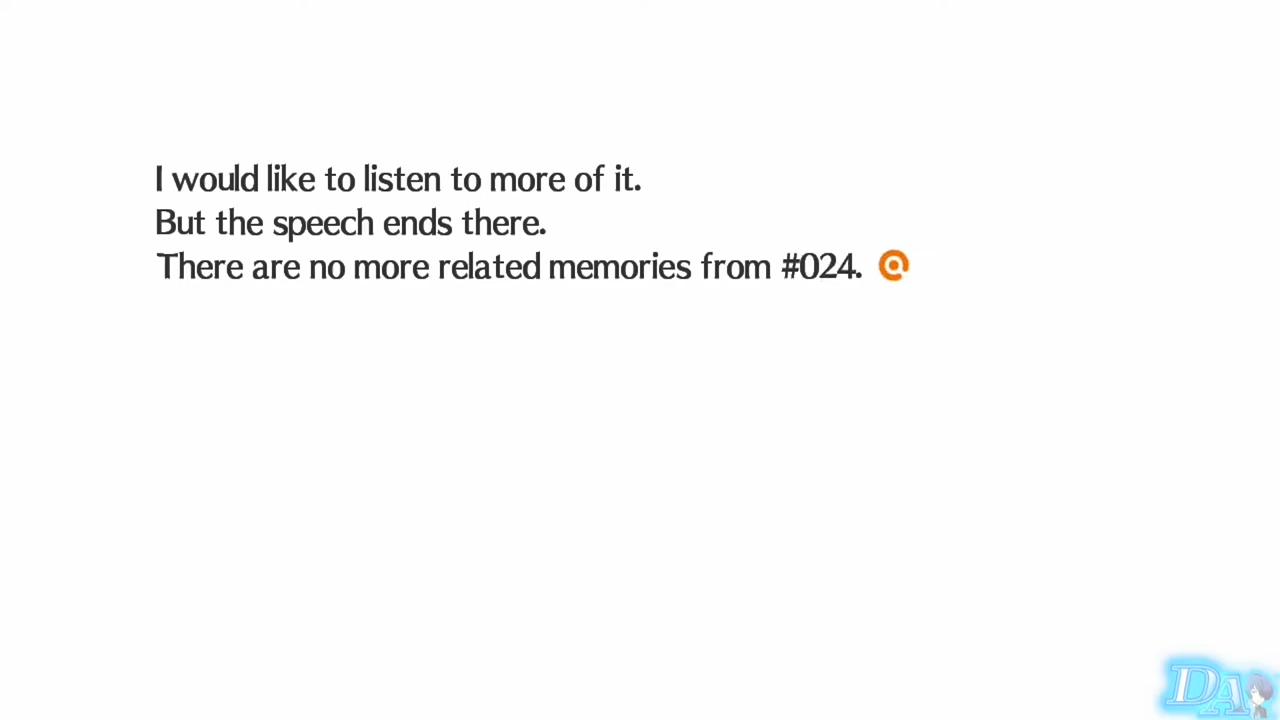 I would like to listen to more of it.
But the speech ends there.
There are no more related memories from #024.
DA